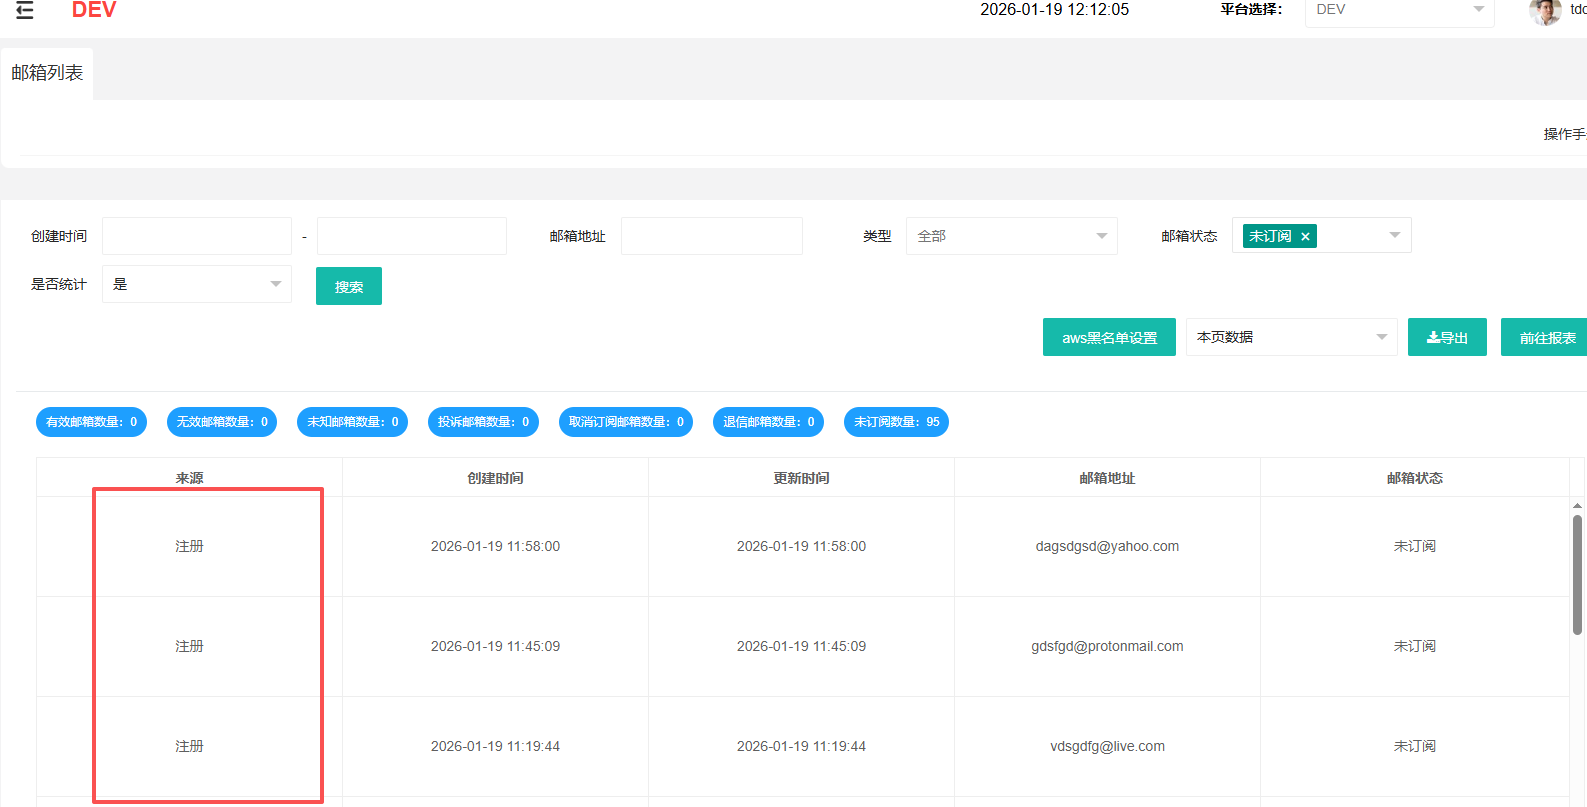 DEV
2026-01-19 12:12:05
平台选择：
DEV
邮箱列表
创建时间 -
邮箱地址
类型 全部
邮箱状态 未订阅 ×
是否统计 是
搜索
aws黑名单设置
本页数据
导出
前往报表
有效邮箱数量：0
无效邮箱数量：0
未知邮箱数量：0
投诉邮箱数量：0
取消订阅邮箱数量：0
退信邮箱数量：0
未订阅数量：95
来源 创建时间 更新时间 邮箱地址 邮箱状态
注册 2026-01-19 11:58:00 2026-01-19 11:58:00 dagsdgsd@yahoo.com 未订阅
注册 2026-01-19 11:45:09 2026-01-19 11:45:09 gdsfgd@protonmail.com 未订阅
注册 2026-01-19 11:19:44 2026-01-19 11:19:44 vdsgdfg@live.com 未订阅